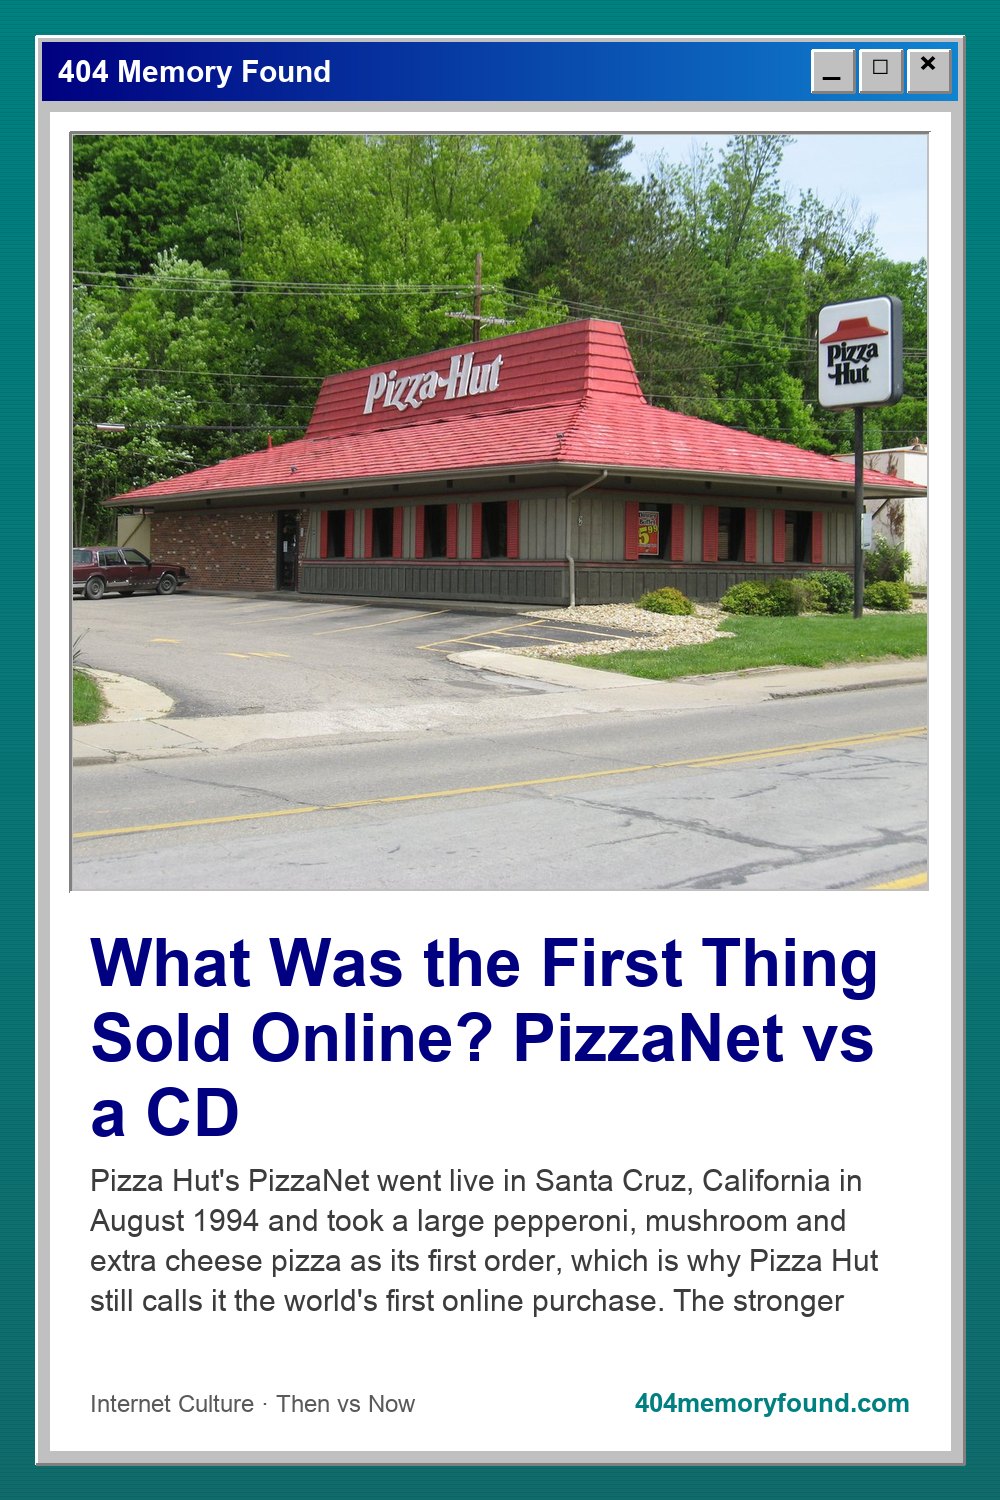 404 Memory Found
Pizza Hut
Pizza
Hut
What Was the First Thing
Sold Online? PizzaNet vs
a CD
Pizza Hut's PizzaNet went live in Santa Cruz, California in
August 1994 and took a large pepperoni, mushroom and
extra cheese pizza as its first order, which is why Pizza Hut
still calls it the world's first online purchase. The stronger
Internet Culture · Then vs Now
404memoryfound.com